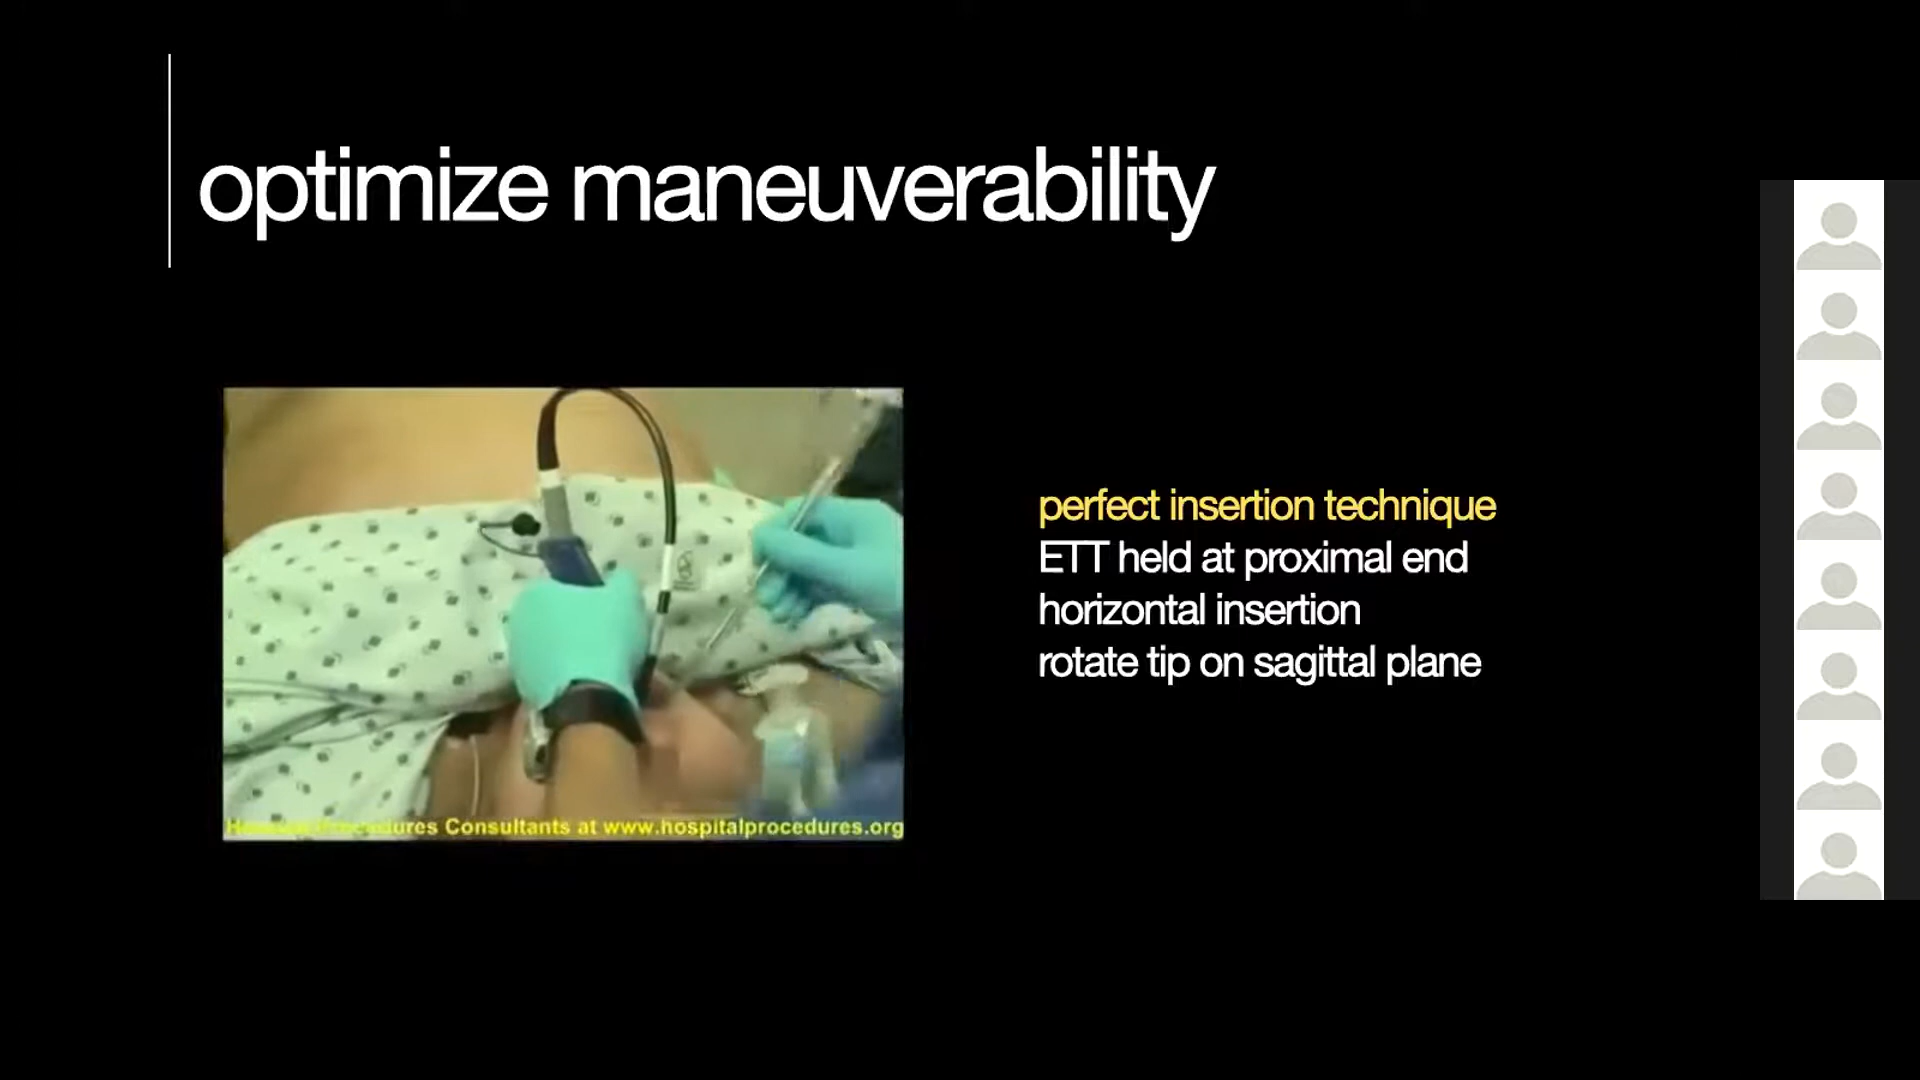 optimize maneuverability
perfect insertion technique
ETT held at proximal end
horizontal insertion
rotate tip on sagittal plane
Consultants at www.hospitalprocedures.org